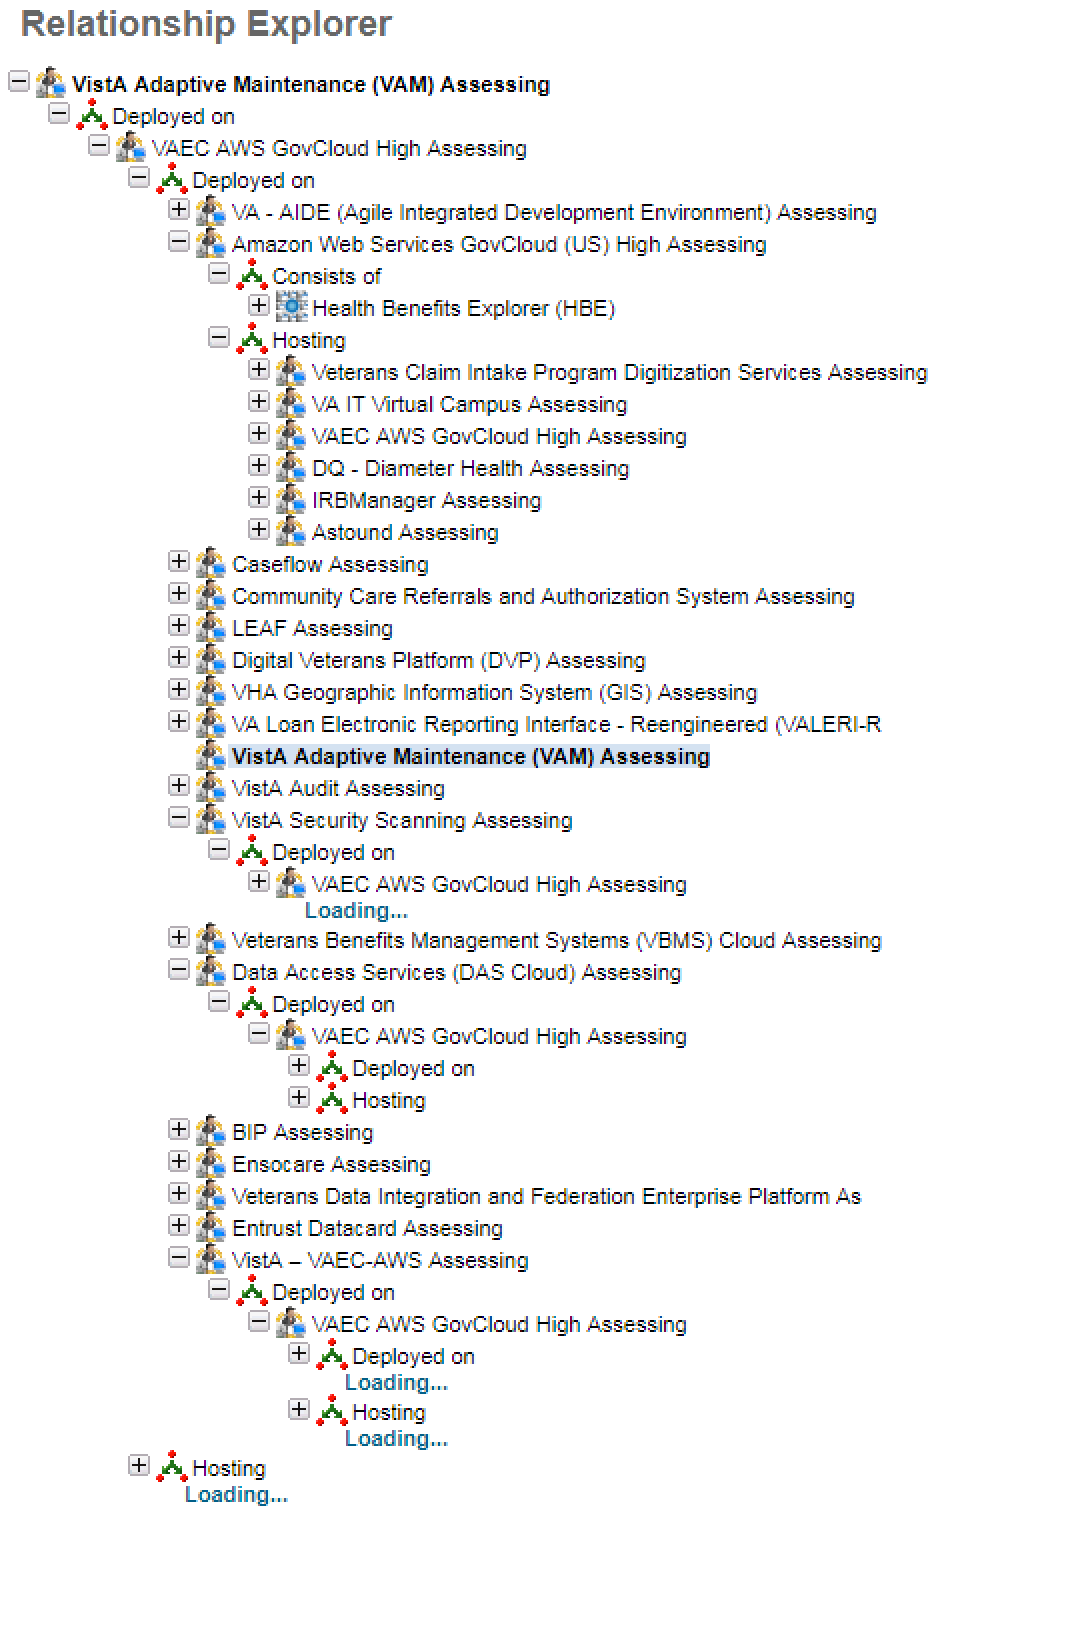 Relationship Explorer
VistA Adaptive Maintenance (VAM) Assessing
Deployed on
VAEC AWS GovCloud High Assessing
Deployed on
VA - AIDE (Agile Integrated Development Environment) Assessing
Amazon Web Services GovCloud (US) High Assessing
Consists of
Health Benefits Explorer (HBE)
Hosting
Veterans Claim Intake Program Digitization Services Assessing
VA IT Virtual Campus Assessing
VAEC AWS GovCloud High Assessing
DQ - Diameter Health Assessing
IRBManager Assessing
Astound Assessing
Caseflow Assessing
Community Care Referrals and Authorization System Assessing
LEAF Assessing
Digital Veterans Platform (DVP) Assessing
VHA Geographic Information System (GIS) Assessing
VA Loan Electronic Reporting Interface - Reengineered (VALERI-R
VistA Adaptive Maintenance (VAM) Assessing
VistA Audit Assessing
VistA Security Scanning Assessing
Deployed on
VAEC AWS GovCloud High Assessing
Loading...
Veterans Benefits Management Systems (VBMS) Cloud Assessing
Data Access Services (DAS Cloud) Assessing
Deployed on
VAEC AWS GovCloud High Assessing
Deployed on
Hosting
BIP Assessing
Ensocare Assessing
Veterans Data Integration and Federation Enterprise Platform As
Entrust Datacard Assessing
VistA – VAEC-AWS Assessing
Deployed on
VAEC AWS GovCloud High Assessing
Deployed on
Loading...
Hosting
Loading...
Hosting
Loading...